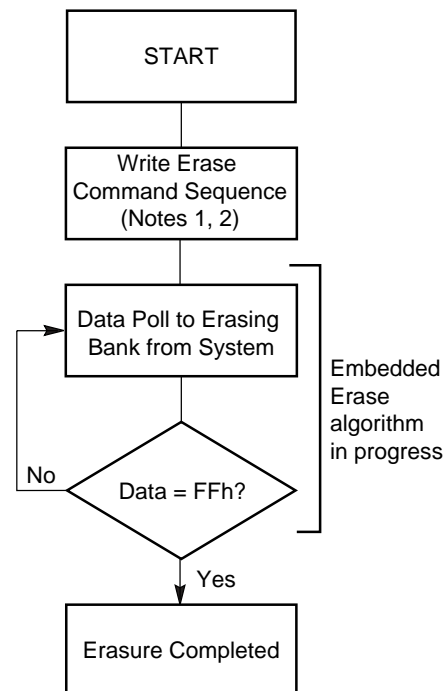 START
Write Erase
Command Sequence
(Notes 1, 2)
Data Poll to Erasing
Bank from System
Embedded
Erase
algorithm
in progress
No
Data = FFh?
Yes
Erasure Completed